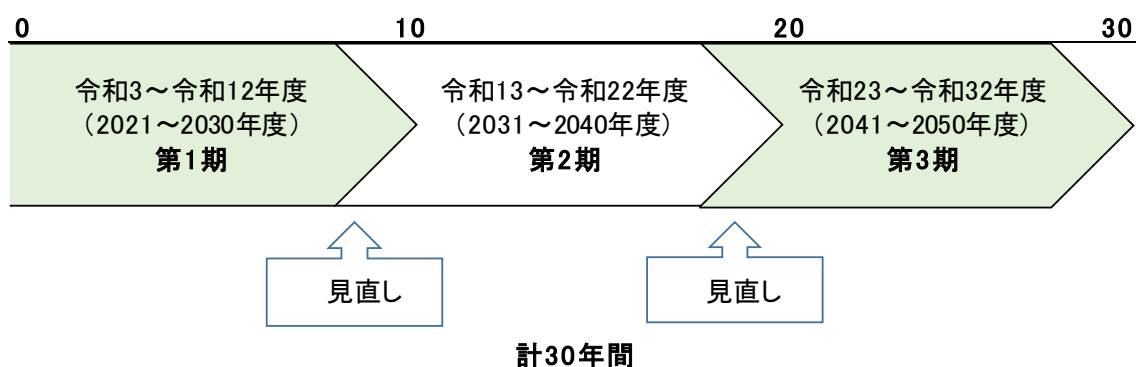 0 10 20 30
令和3～令和12年度
（2021～2030年度）
第1期
令和13～令和22年度
（2031～2040年度）
第2期
令和23～令和32年度
（2041～2050年度）
第3期
見直し
見直し
計30年間